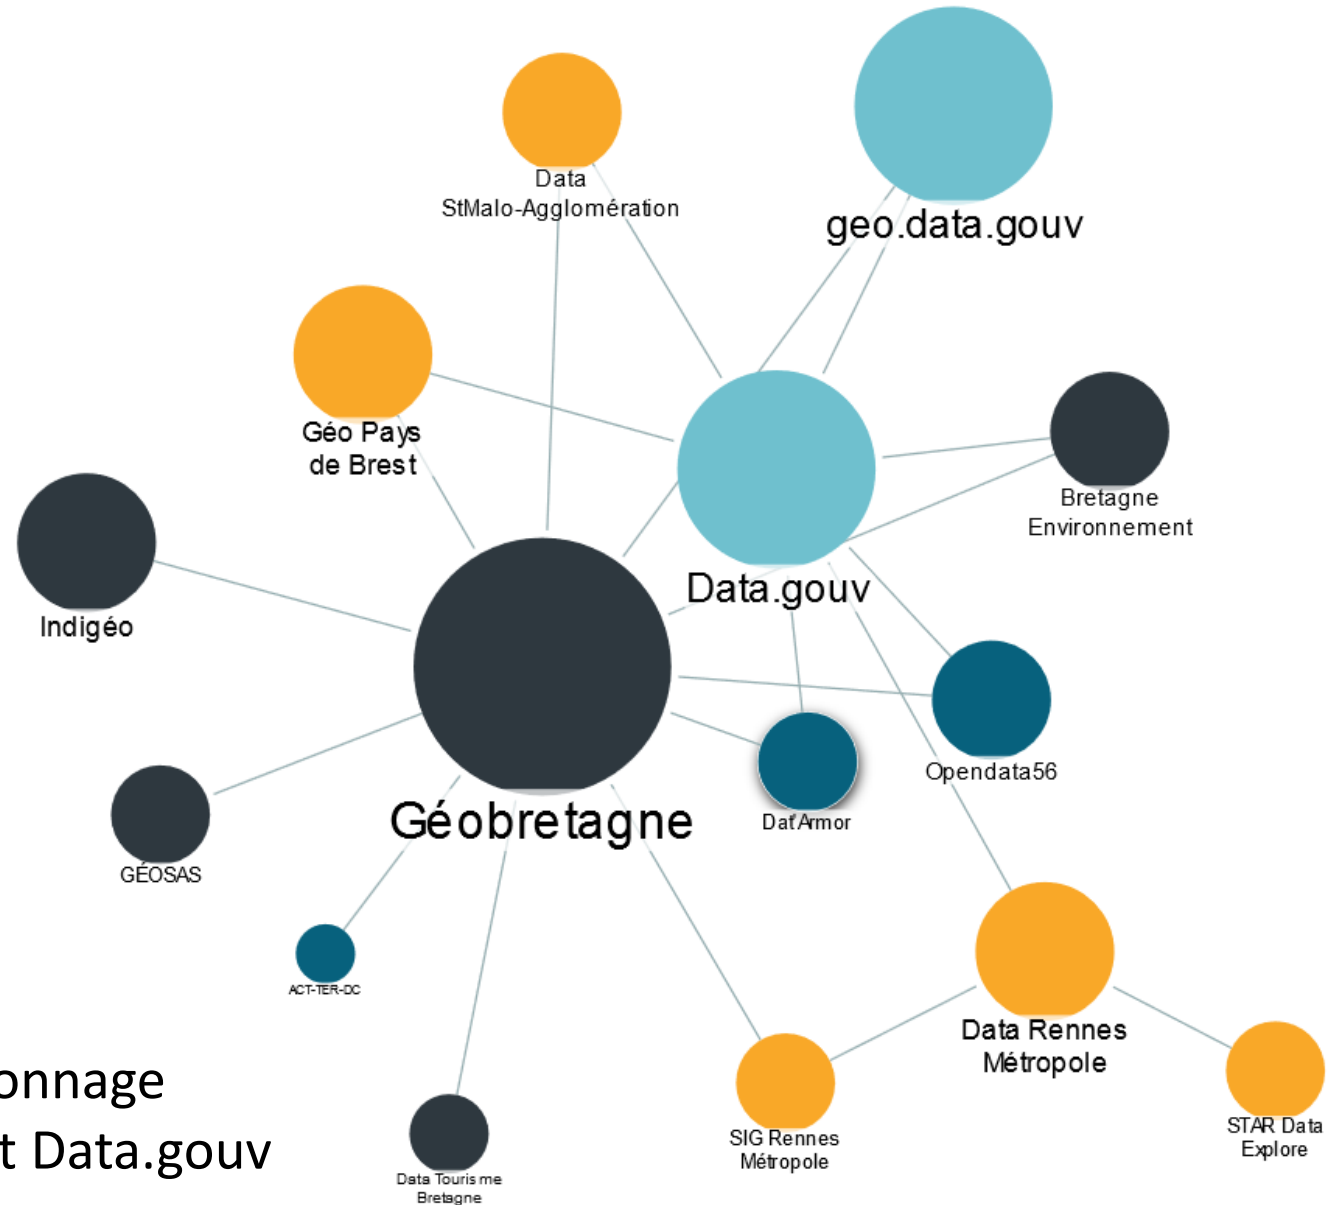 Data
StMalo-Agglomération
geo.data.gouv
Géo Pays
de Brest
Bretagne
Environnement
Data.gouv
Indigéo
Opendata56
Géobretagne
Dat'Armor
GÉOSAS
ACT-TER-DC
Data Rennes
Métropole
onnage
t Data.gouv
SIG Rennes
Métropole
STAR Data
Explore
Data Tourisme
Bretagne